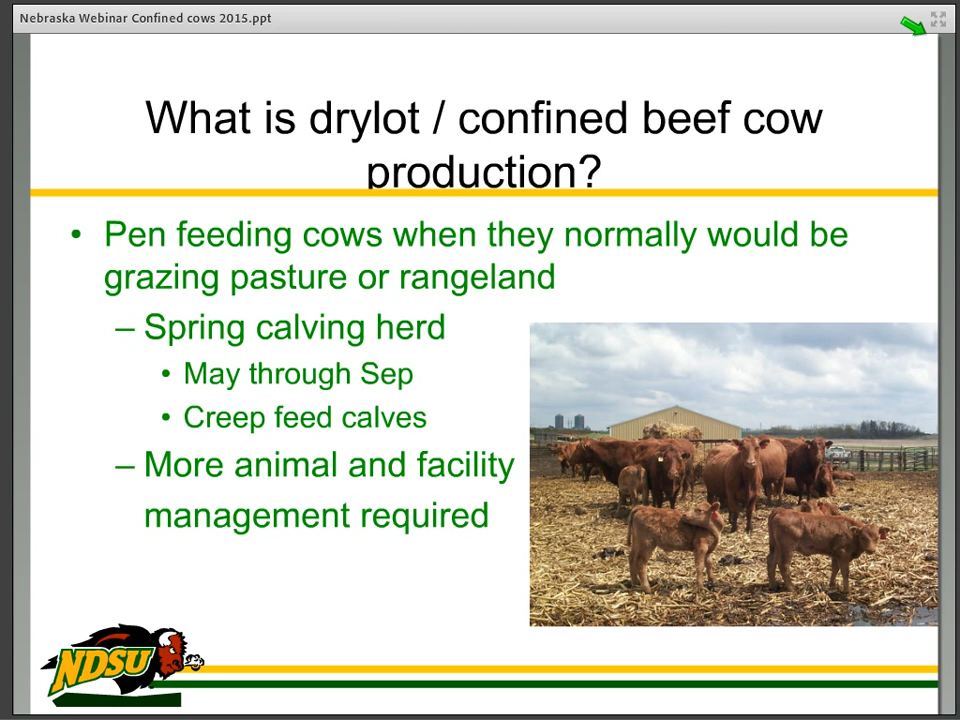 Nebraska Webinar Confined cows 2015.ppt
What is drylot / confined beef cow
production?
• Pen feeding cows when they normally would be
grazing pasture or rangeland
– Spring calving herd
• May through Sep
• Creep feed calves
– More animal and facility
management required
NDSU